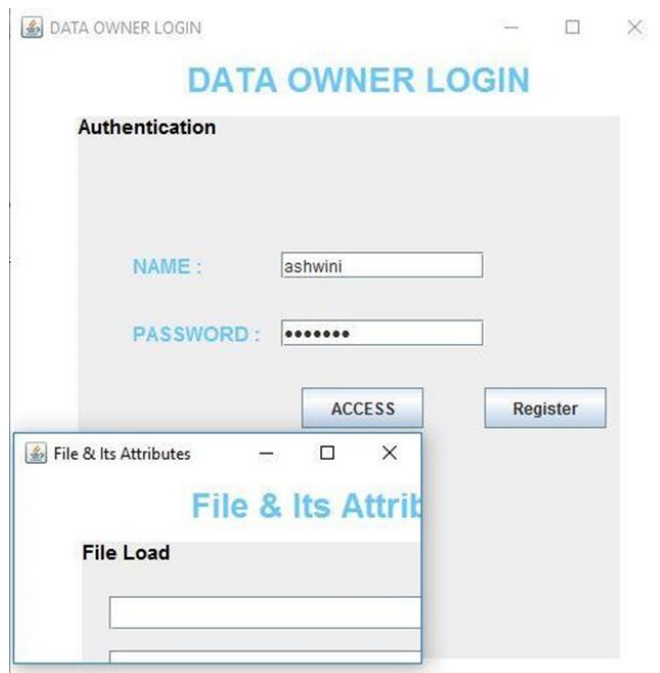 DATA OWNER LOGIN
DATA OWNER LOGIN
Authentication
NAME :
ashwini
PASSWORD :
•••••••
ACCESS
Register
File & Its Attributes
File & Its Attrib
File Load